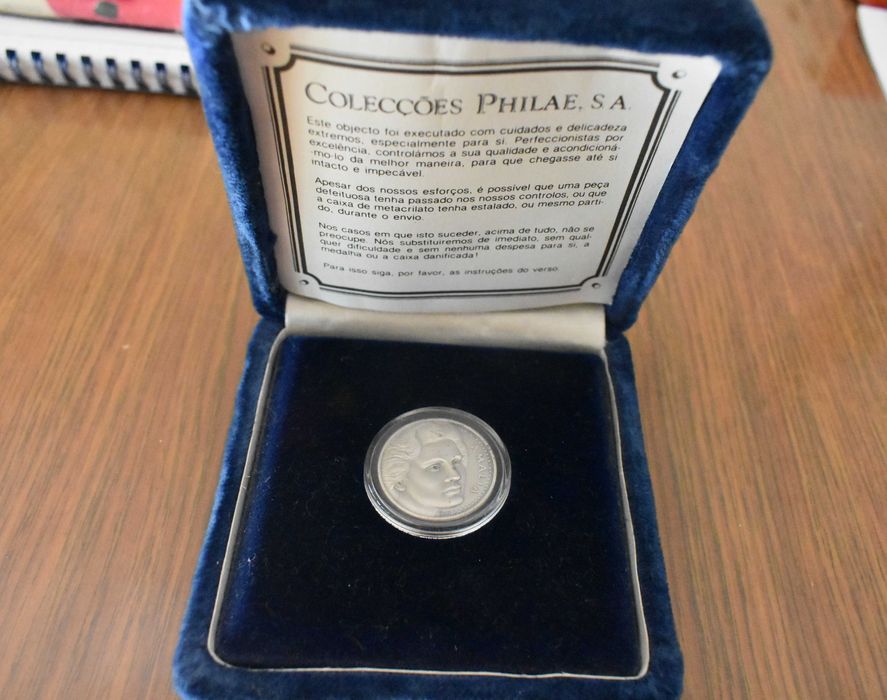 COLECÇÕES PHILAE, S.A.
Este objecto foi executado com cuidados e delicadeza
extremos, especialmente para si. Perfeccionistas por
excelência, controlámos a sua qualidade e acondicioná-
-mo-lo da melhor maneira, para que chegasse até si
intacto e impecável.
Apesar dos nossos esforços, é possível que uma peça
defeituosa tenha passado nos nossos controlos, ou que
a caixa de metacrilato tenha estalado, ou mesmo parti-
do, durante o envio.
Nos casos em que isto suceder, acima de tudo, não se
preocupe. Nós substituiremos de imediato, sem qual-
quer dificuldade e sem nenhuma despesa para si, a
medalha ou a caixa danificada!
Para isso siga, por favor, as instruções do verso.